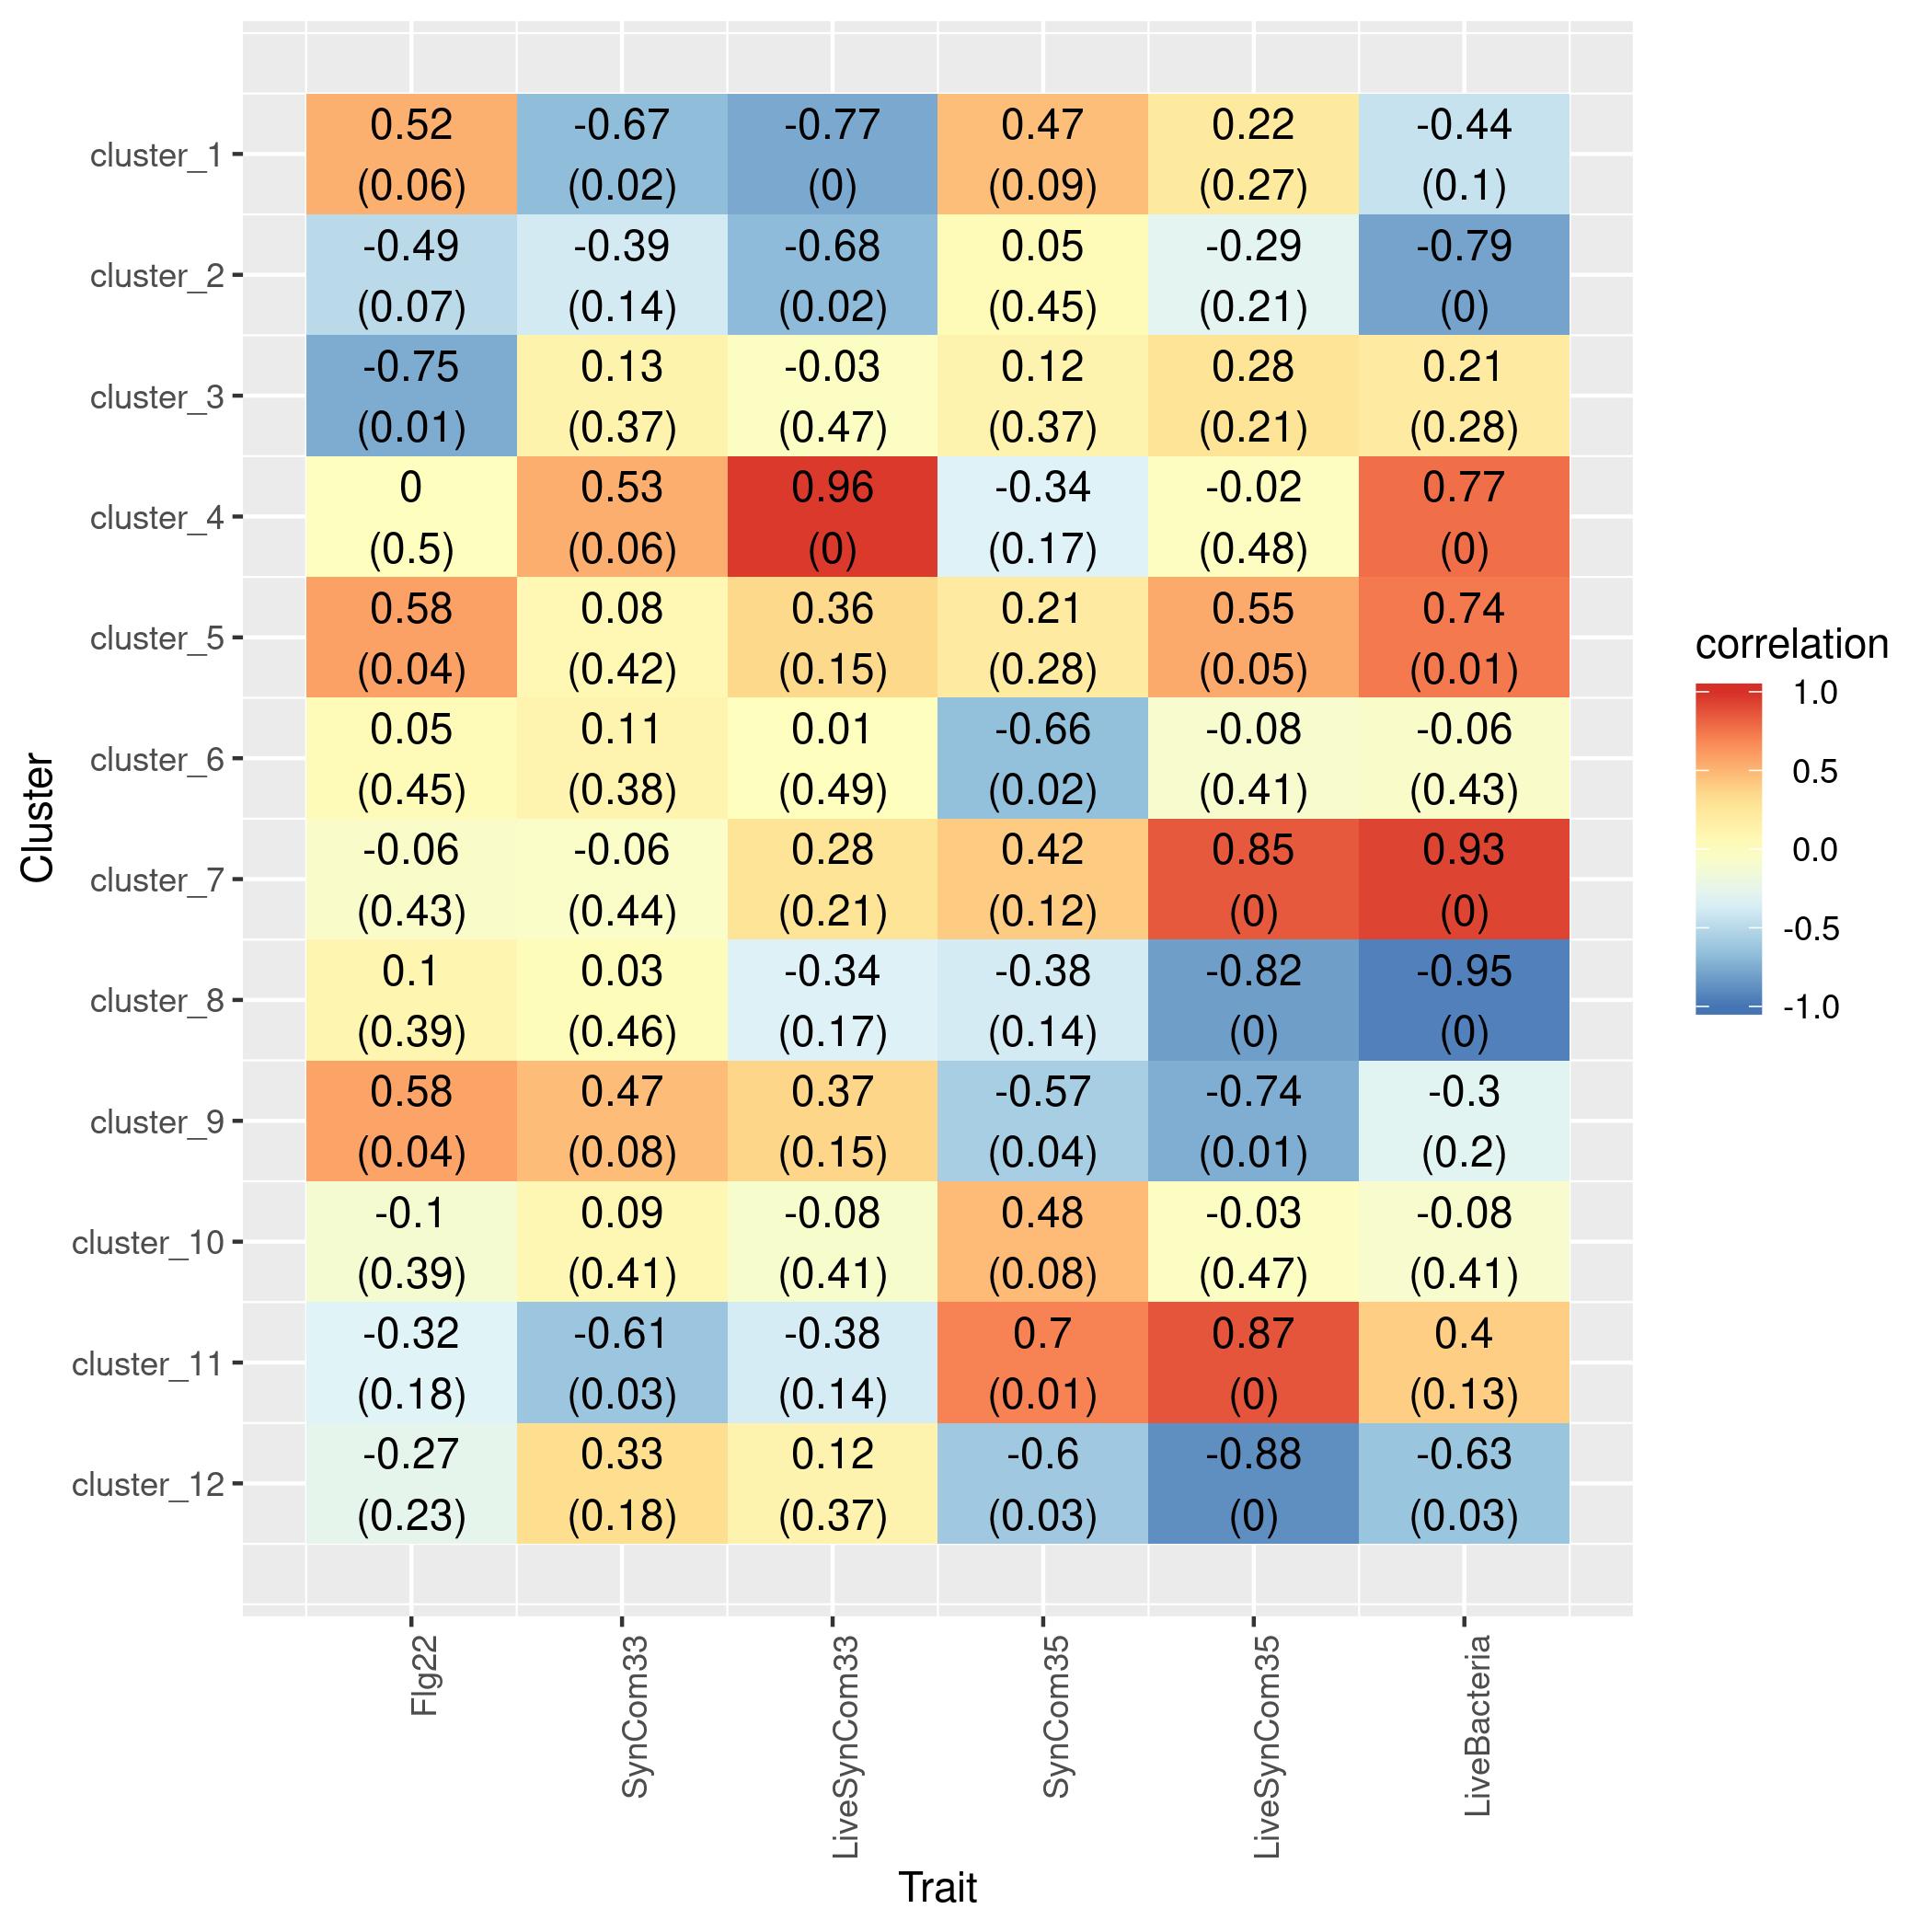 cluster_1 0.52 -0.67 -0.77 0.47 0.22 -0.44
(0.06) (0.02) (0) (0.09) (0.27) (0.1)
cluster_2 -0.49 -0.39 -0.68 0.05 -0.29 -0.79
(0.07) (0.14) (0.02) (0.45) (0.21) (0)
cluster_3 -0.75 0.13 -0.03 0.12 0.28 0.21
(0.01) (0.37) (0.47) (0.37) (0.21) (0.28)
cluster_4 0 0.53 0.96 -0.34 -0.02 0.77
(0.5) (0.06) (0) (0.17) (0.48) (0)
cluster_5 0.58 0.08 0.36 0.21 0.55 0.74
(0.04) (0.42) (0.15) (0.28) (0.05) (0.01)
cluster_6 0.05 0.11 0.01 -0.66 -0.08 -0.06
(0.45) (0.38) (0.49) (0.02) (0.41) (0.43)
cluster_7 -0.06 -0.06 0.28 0.42 0.85 0.93
(0.43) (0.44) (0.21) (0.12) (0) (0)
cluster_8 0.1 0.03 -0.34 -0.38 -0.82 -0.95
(0.39) (0.46) (0.17) (0.14) (0) (0)
cluster_9 0.58 0.47 0.37 -0.57 -0.74 -0.3
(0.04) (0.08) (0.15) (0.04) (0.01) (0.2)
cluster_10 -0.1 0.09 -0.08 0.48 -0.03 -0.08
(0.39) (0.41) (0.41) (0.08) (0.47) (0.41)
cluster_11 -0.32 -0.61 -0.38 0.7 0.87 0.4
(0.18) (0.03) (0.14) (0.01) (0) (0.13)
cluster_12 -0.27 0.33 0.12 -0.6 -0.88 -0.63
(0.23) (0.18) (0.37) (0.03) (0) (0.03)
Cluster
Flg22
SynCom33
LiveSynCom33
SynCom35
LiveSynCom35
LiveBacteria
Trait
correlation
1.0
0.5
0.0
-0.5
-1.0